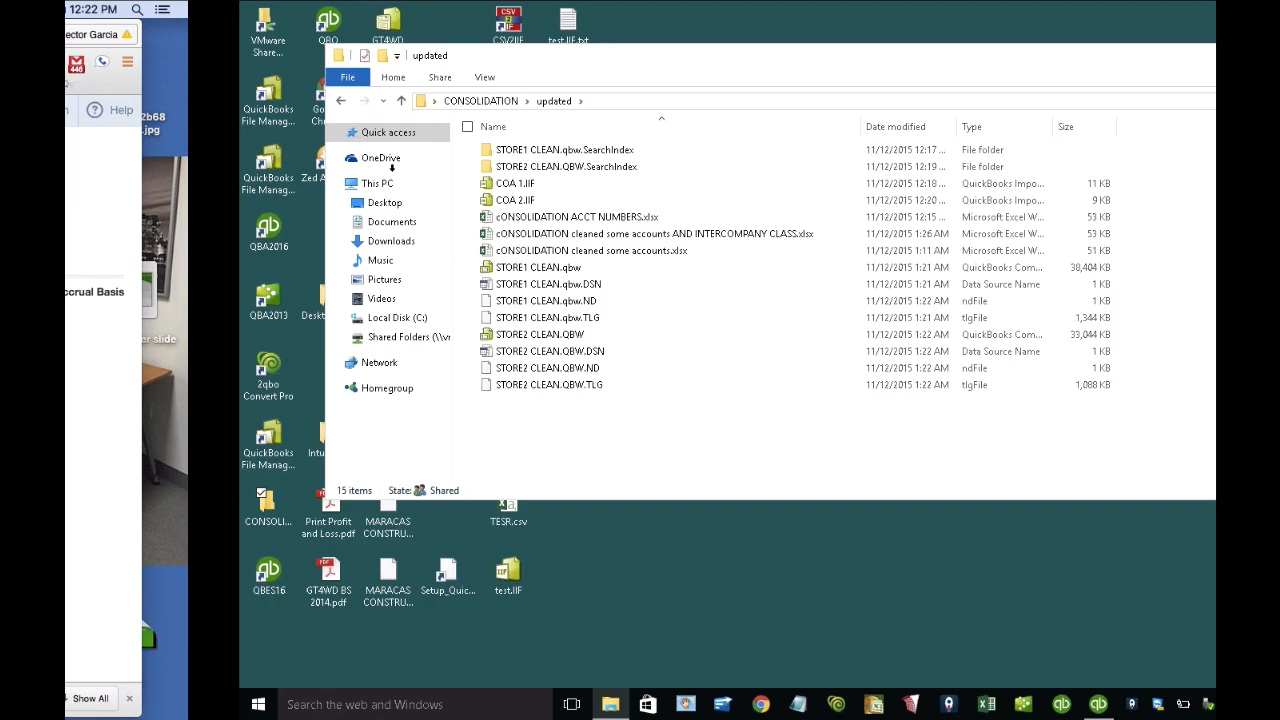 12:22 PM
ector Garcia
446
Help
2b68
.jpg
ccrual Basis
er slide
Show All
VMware
Share...
QBO
GT4WD
CSV2IIF
test.IIF.txt
QuickBooks
File Manag...
Go
Chr
QuickBooks
File Manag...
Zed A
QBA2016
QBA2013
Deskt
2qbo
Convert Pro
QuickBooks
File Manag...
Intu
CONSOLI...
Print Profit
and Loss.pdf
MARACAS
CONSTRU...
TESR.csv
QBES16
GT4WD BS
2014.pdf
MARACAS
CONSTRU...
Setup_Quic...
test.IIF
updated
File Home Share View
CONSOLIDATION › updated ›
Quick access
OneDrive
This PC
Desktop
Documents
Downloads
Music
Pictures
Videos
Local Disk (C:)
Shared Folders (\\vr
Network
Homegroup
Name Date modified Type Size
STORE1 CLEAN.qbw.SearchIndex 11/12/2015 12:17 ... File folder
STORE2 CLEAN.QBW.SearchIndex 11/12/2015 12:19 ... File folder
COA 1.IIF 11/12/2015 12:18 ... QuickBooks Impo... 11 KB
COA 2.IIF 11/12/2015 12:20 ... QuickBooks Impo... 9 KB
cONSOLIDATION ACCT NUMBERS.xlsx 11/12/2015 12:15 ... Microsoft Excel W... 53 KB
cONSOLIDATION cleaned some accounts AND INTERCOMPANY CLASS.xlsx 11/12/2015 1:26 AM Microsoft Excel W... 53 KB
cONSOLIDATION cleaned some accounts.xlsx 11/12/2015 1:11 AM Microsoft Excel W... 51 KB
STORE1 CLEAN.qbw 11/12/2015 1:21 AM QuickBooks Com... 38,404 KB
STORE1 CLEAN.qbw.DSN 11/12/2015 1:21 AM Data Source Name 1 KB
STORE1 CLEAN.qbw.ND 11/12/2015 1:22 AM ndFile 1 KB
STORE1 CLEAN.qbw.TLG 11/12/2015 1:21 AM tlgFile 1,344 KB
STORE2 CLEAN.QBW 11/12/2015 1:22 AM QuickBooks Com... 33,044 KB
STORE2 CLEAN.QBW.DSN 11/12/2015 1:22 AM Data Source Name 1 KB
STORE2 CLEAN.QBW.ND 11/12/2015 1:22 AM ndFile 1 KB
STORE2 CLEAN.QBW.TLG 11/12/2015 1:22 AM tlgFile 1,088 KB
15 items State: Shared
Search the web and Windows